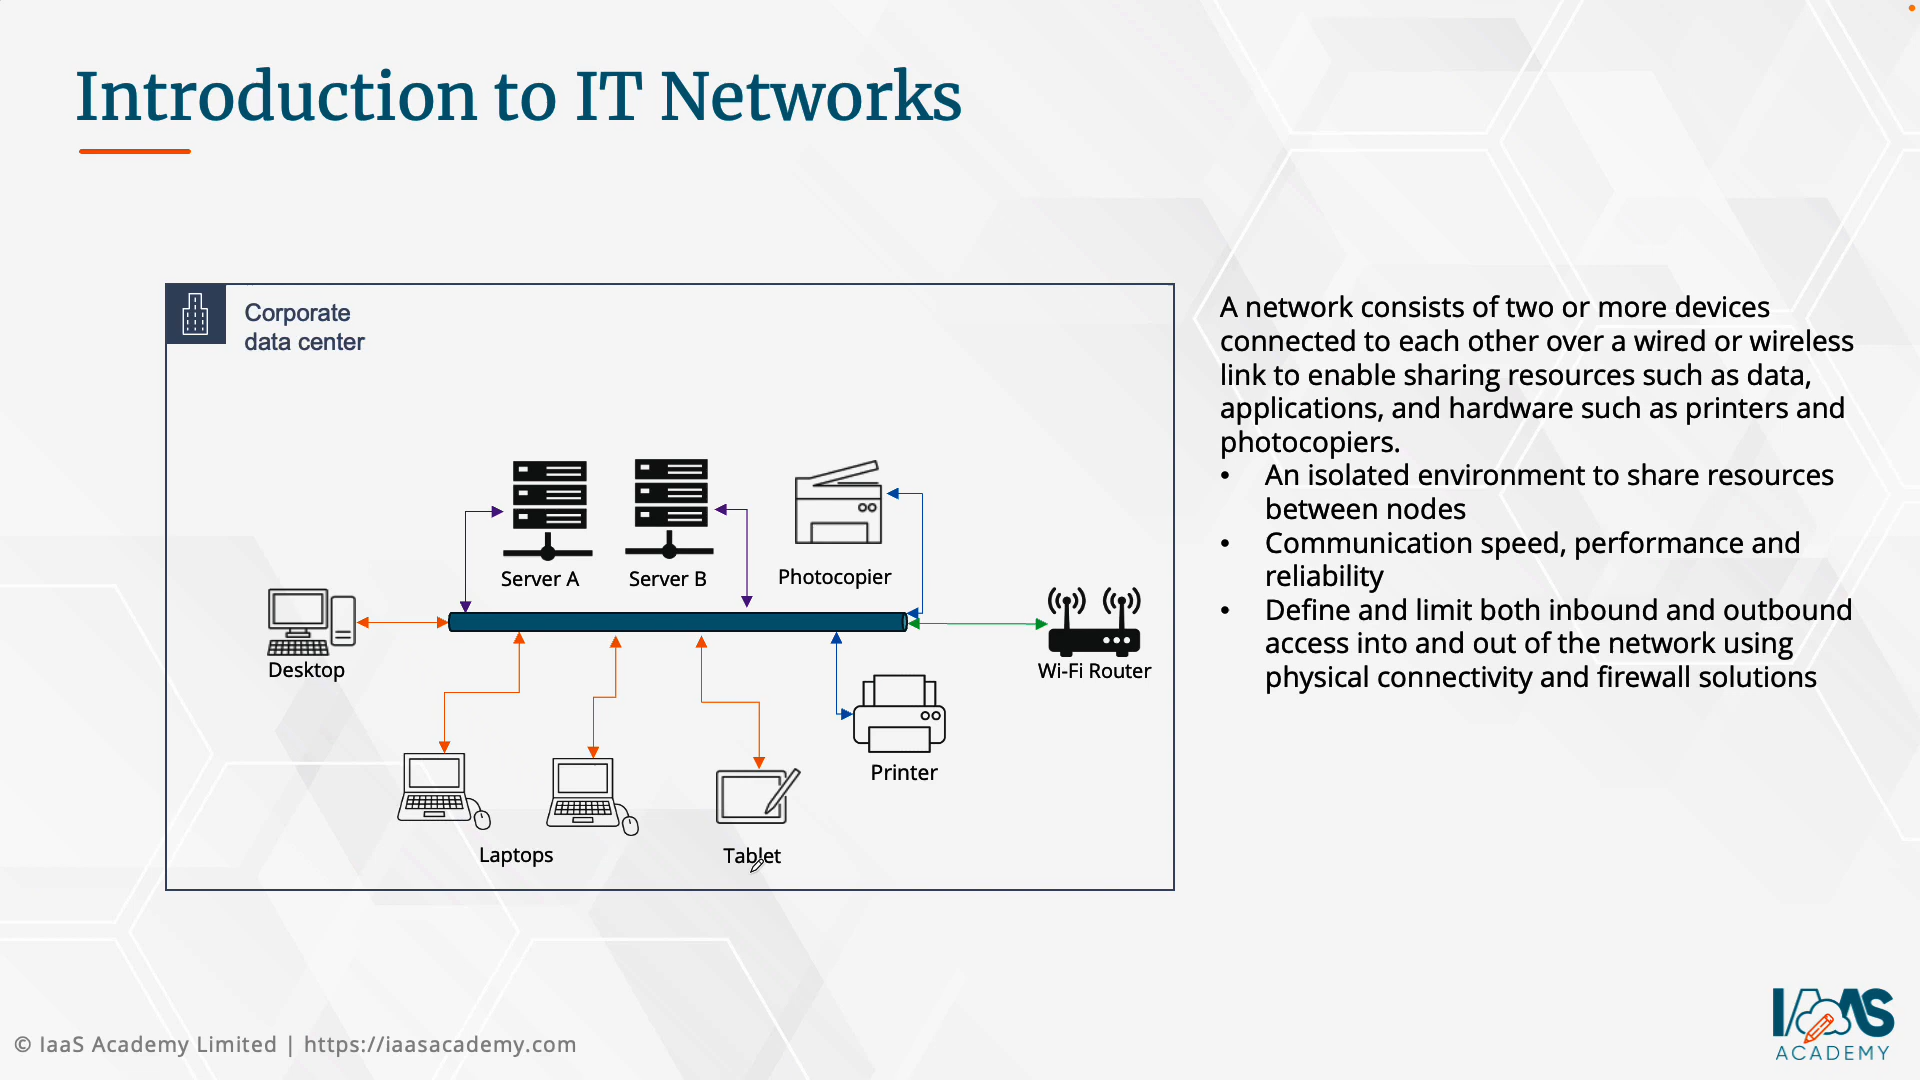 Introduction to IT Networks
Corporate
data center
Server A
Server B
Photocopier
Desktop
Wi-Fi Router
Printer
Laptops
Tablet
A network consists of two or more devices
connected to each other over a wired or wireless
link to enable sharing resources such as data,
applications, and hardware such as printers and
photocopiers.
• An isolated environment to share resources
between nodes
• Communication speed, performance and
reliability
• Define and limit both inbound and outbound
access into and out of the network using
physical connectivity and firewall solutions
© IaaS Academy Limited | https://iaasacademy.com
IAAS
ACADEMY